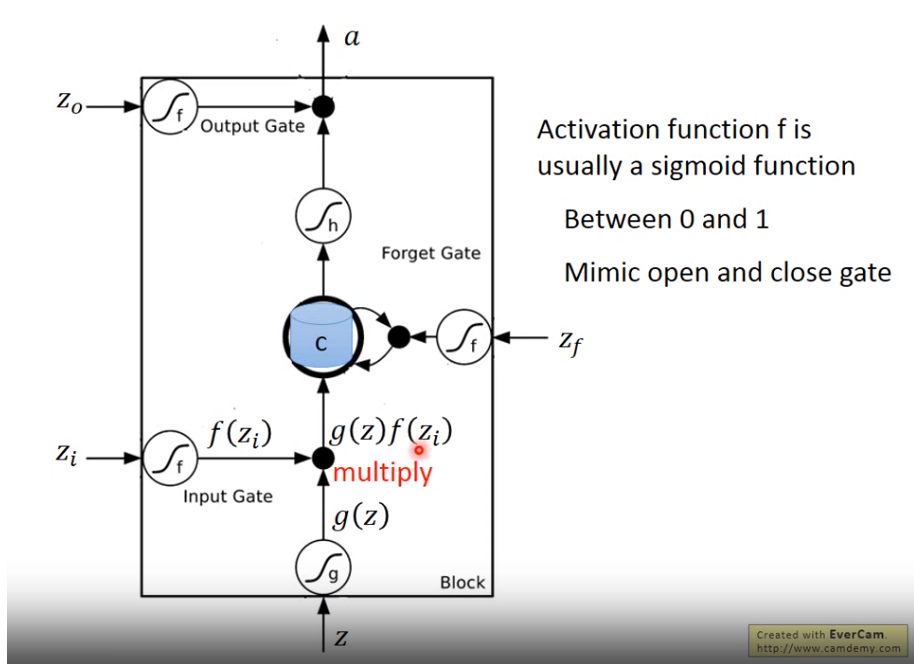 a
z_o
f
Output Gate
Activation function f is
usually a sigmoid function
Between 0 and 1
Mimic open and close gate
h
Forget Gate
c
f
z_f
f(z_i)
g(z)f(z_i)
z_i
f
multiply
Input Gate
g(z)
g
Block
z
Created with EverCam.
http://www.camdemy.com